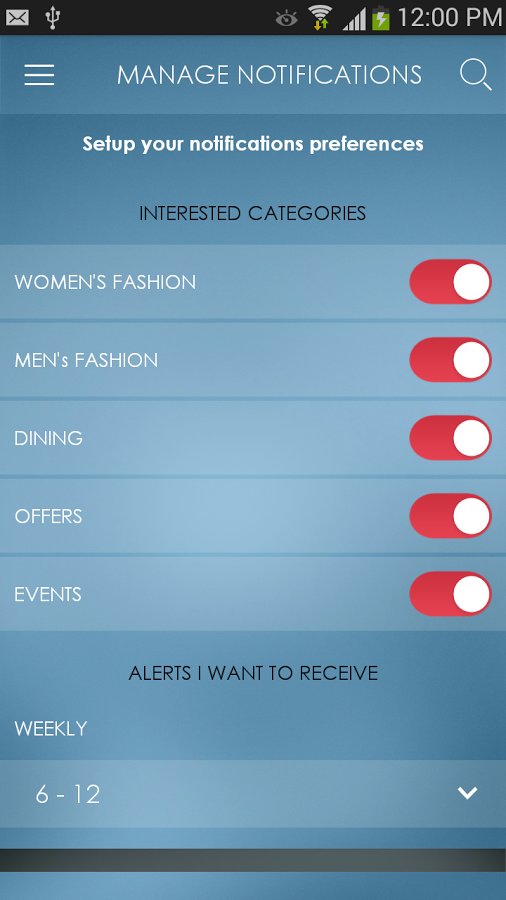 12:00 PM
MANAGE NOTIFICATIONS
Setup your notifications preferences
INTERESTED CATEGORIES
WOMEN'S FASHION
MEN's FASHION
DINING
OFFERS
EVENTS
ALERTS I WANT TO RECEIVE
WEEKLY
6 - 12